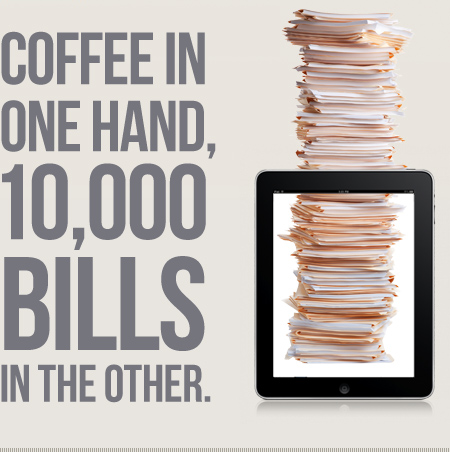 COFFEE IN
ONE HAND,
10,000
BILLS
IN THE OTHER.